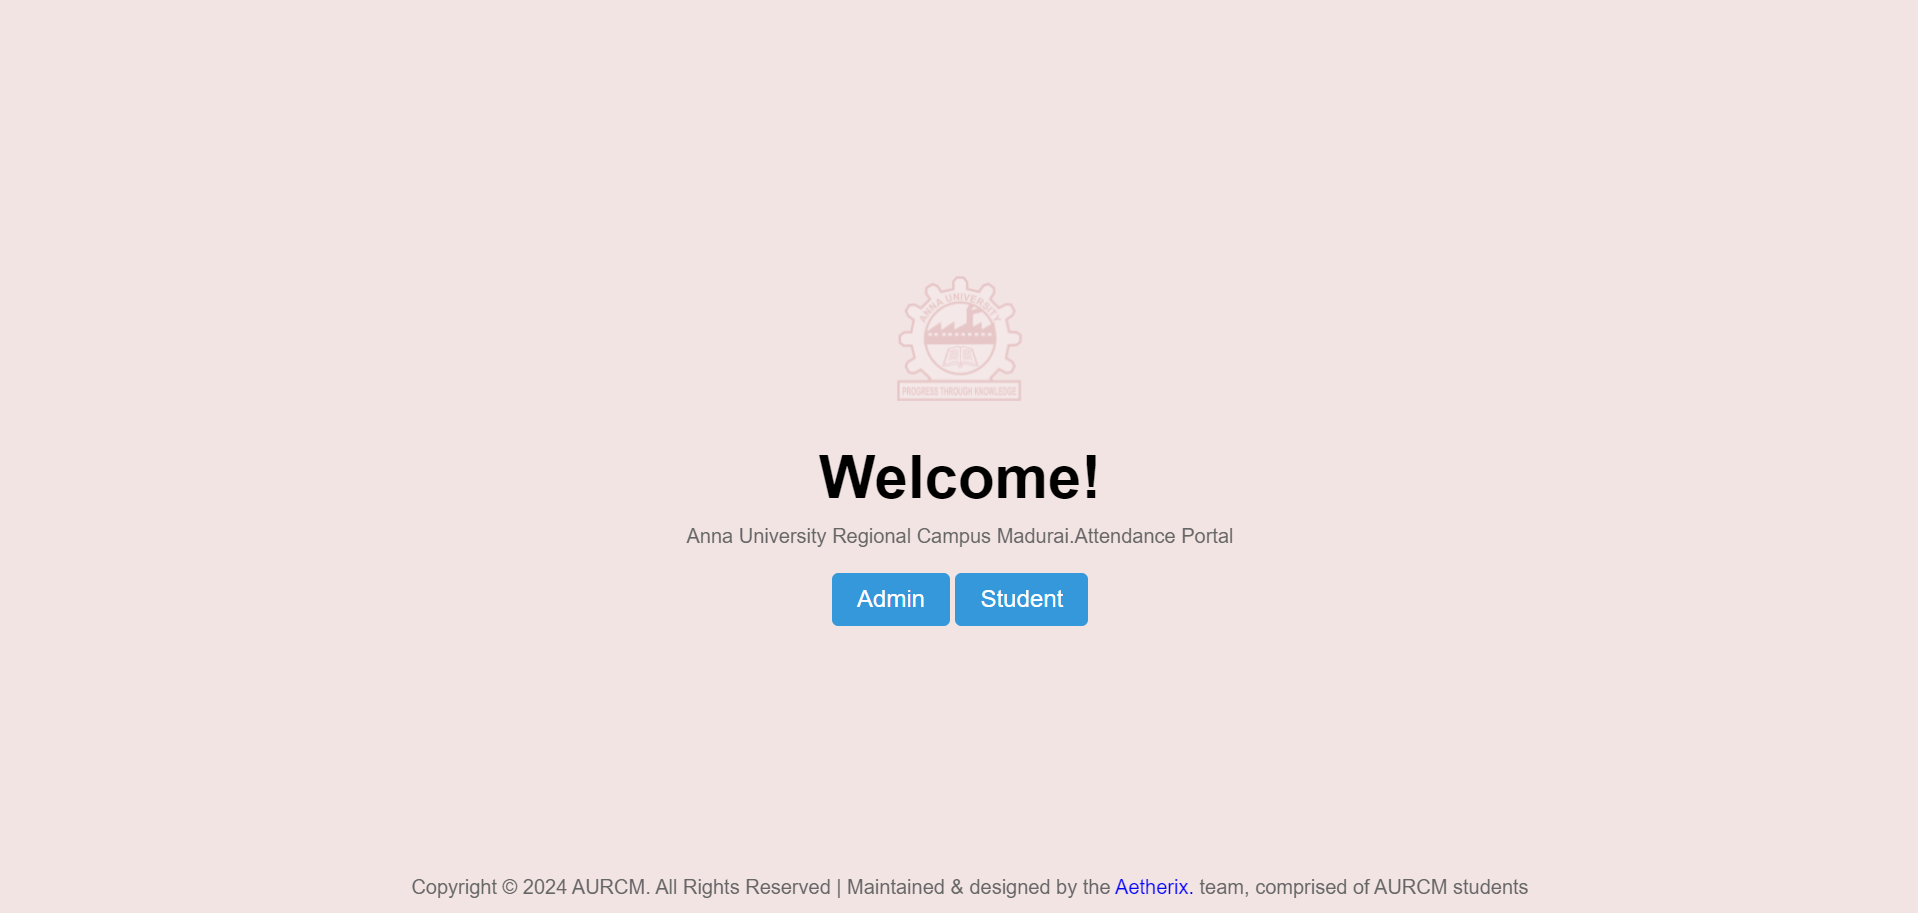 ANNA UNIVERSITY
PROGRESS THROUGH KNOWLEDGE
Welcome!
Anna University Regional Campus Madurai.Attendance Portal
Admin Student
Copyright © 2024 AURCM. All Rights Reserved | Maintained & designed by the Aetherix. team, comprised of AURCM students